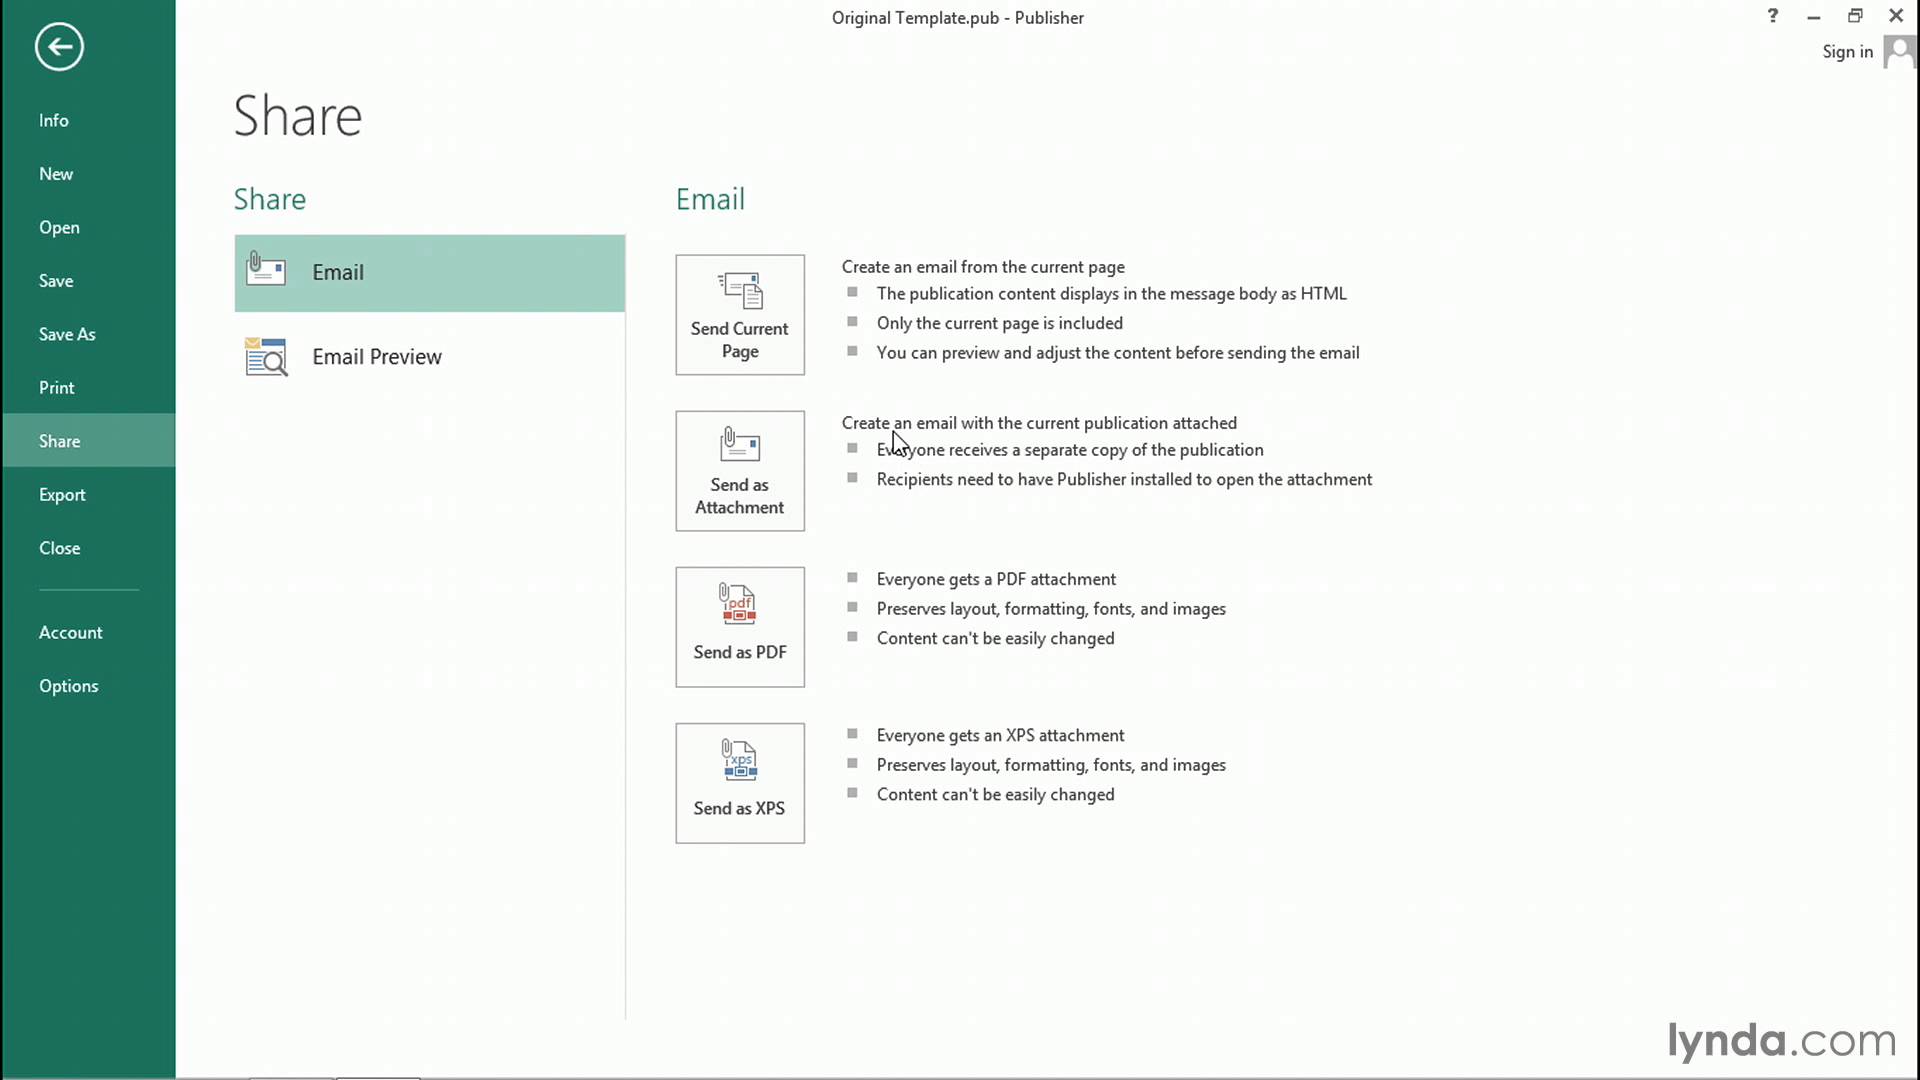 Original Template.pub - Publisher
?
Sign in
Info
New
Open
Save
Save As
Print
Share
Export
Close
Account
Options
Share
Share
Email
Email Preview
Email
Send Current
Page
Create an email from the current page
The publication content displays in the message body as HTML
Only the current page is included
You can preview and adjust the content before sending the email
Send as
Attachment
Create an email with the current publication attached
Everyone receives a separate copy of the publication
Recipients need to have Publisher installed to open the attachment
pdf
Send as PDF
Everyone gets a PDF attachment
Preserves layout, formatting, fonts, and images
Content can't be easily changed
xps
Send as XPS
Everyone gets an XPS attachment
Preserves layout, formatting, fonts, and images
Content can't be easily changed
lynda.com